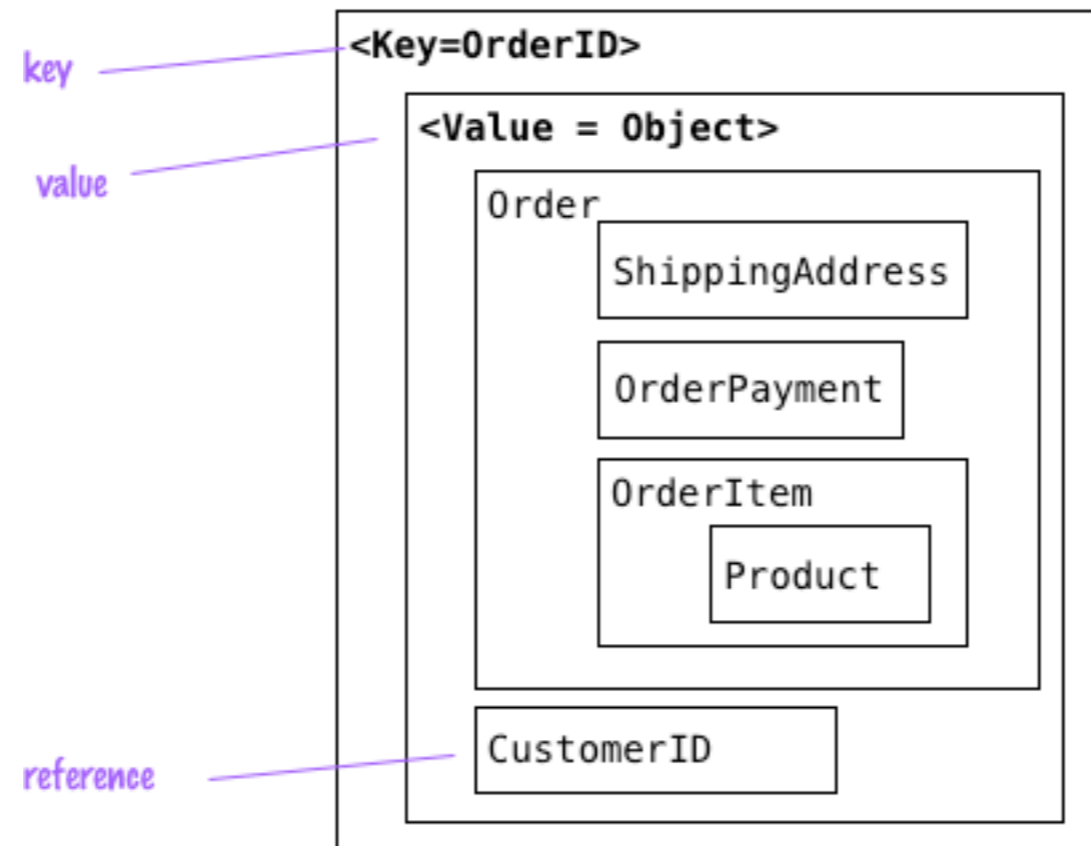 key
<Key=OrderID>
value
<Value = Object>
Order
ShippingAddress
OrderPayment
OrderItem
Product
reference
CustomerID